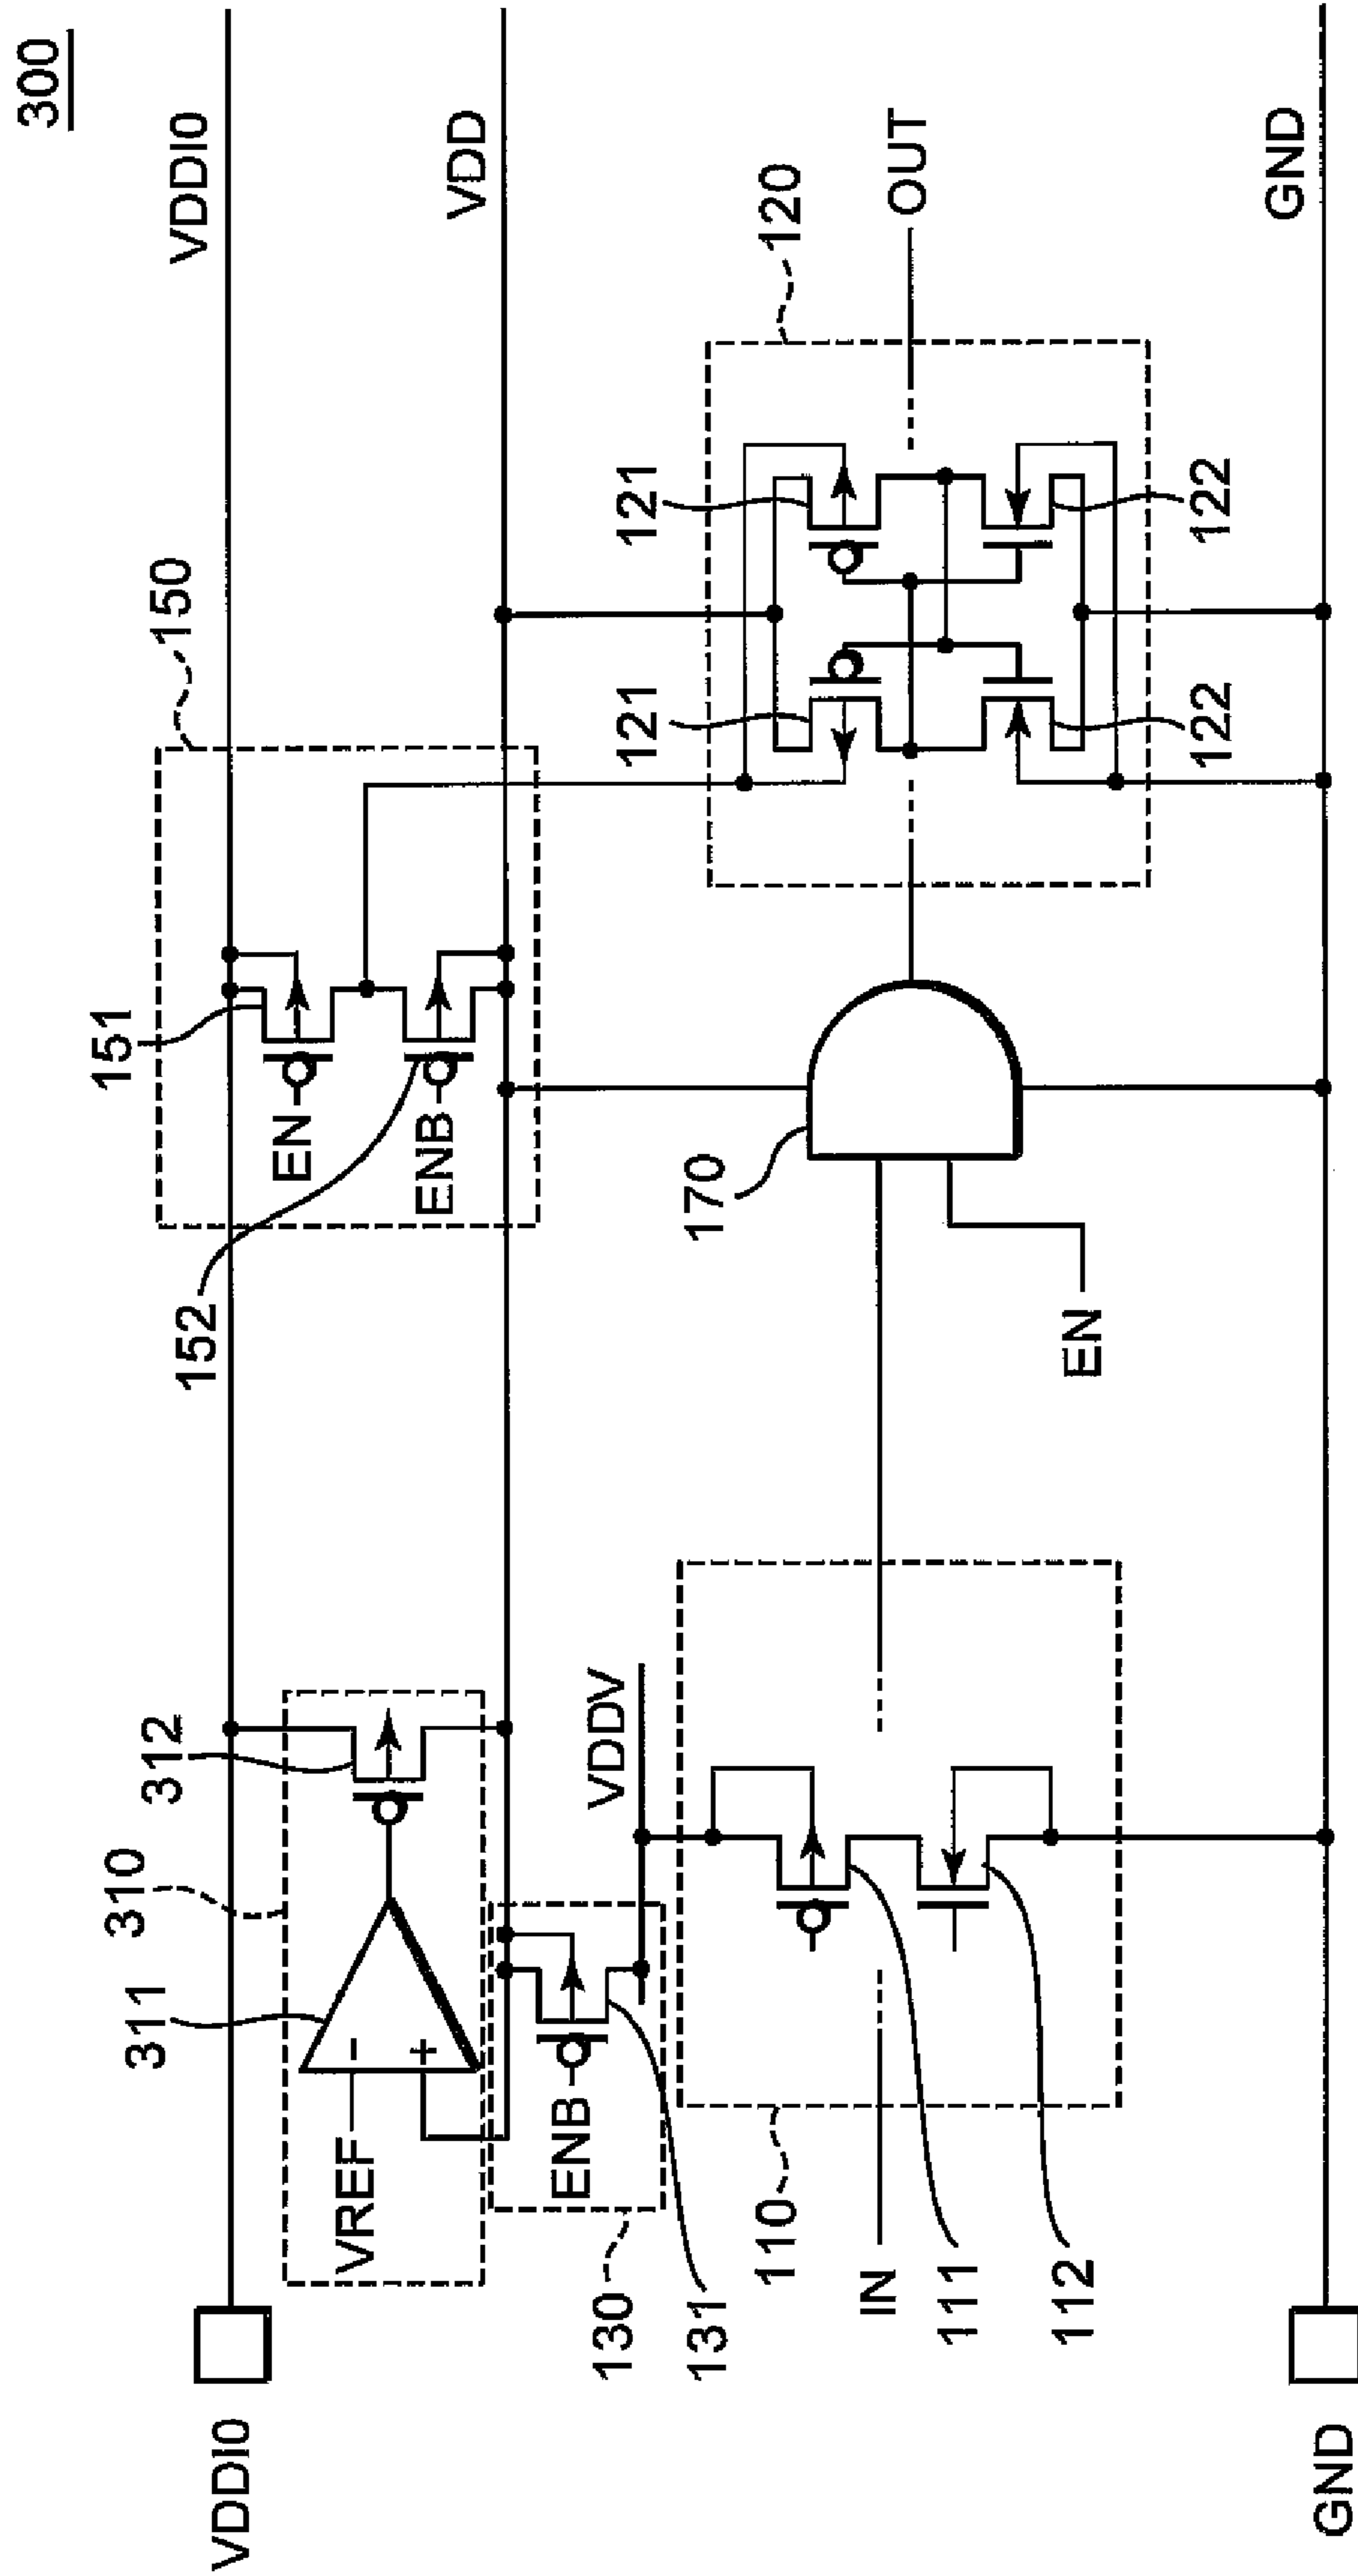 300
VDDI0
VDDI0
VDD
150
151
EN
ENB
152
310
311
312
VREF
130
131
ENB
VDDV
110
IN
111
112
170
EN
120
121
121
122
122
OUT
GND
GND